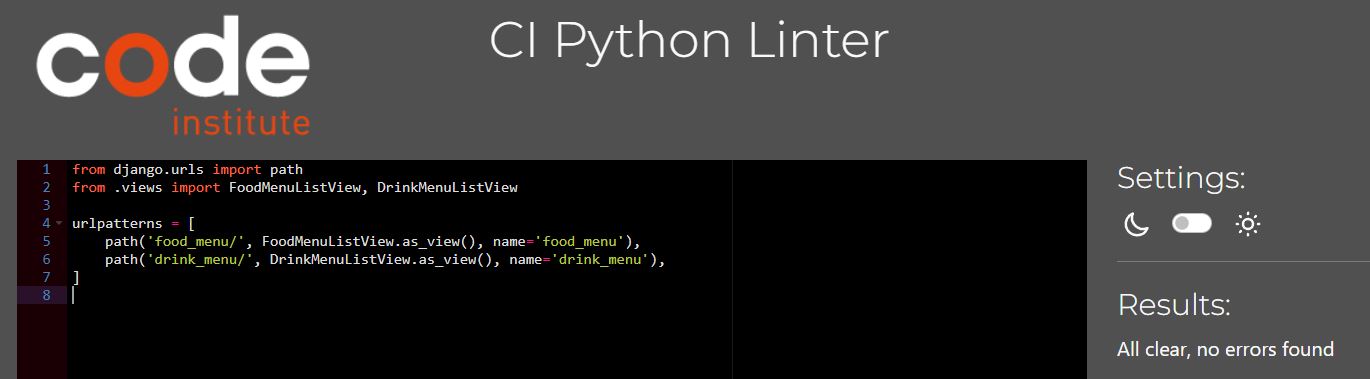 code
institute
CI Python Linter
1 from django.urls import path
2 from .views import FoodMenuListView, DrinkMenuListView
3
4 urlpatterns = [
5     path('food_menu/', FoodMenuListView.as_view(), name='food_menu'),
6     path('drink_menu/', DrinkMenuListView.as_view(), name='drink_menu'),
7 ]
8
Settings:
Results:
All clear, no errors found